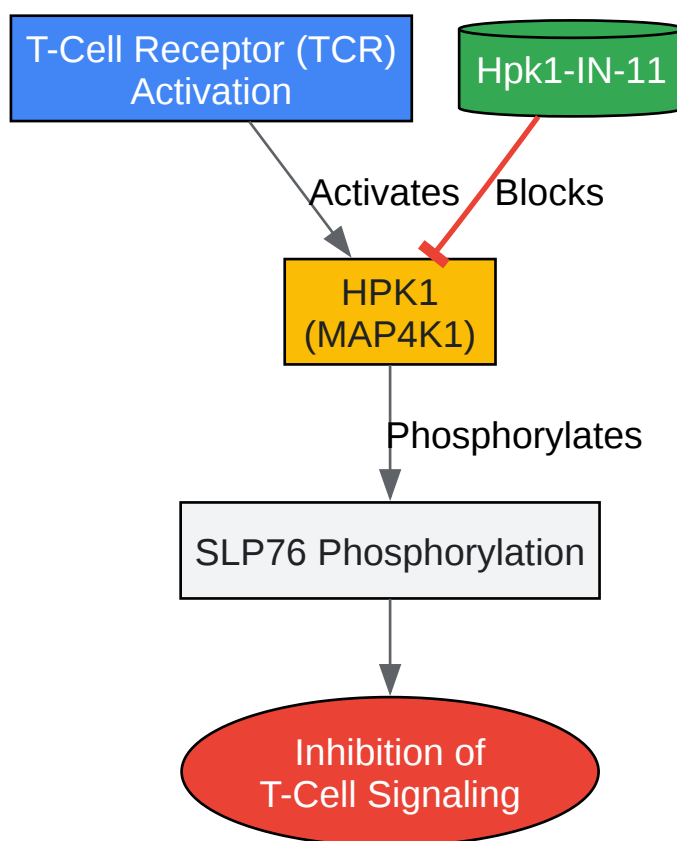 T-Cell Receptor (TCR)
Activation
Hpk1-IN-11
Activates
Blocks
HPK1
(MAP4K1)
Phosphorylates
SLP76 Phosphorylation
Inhibition of
T-Cell Signaling